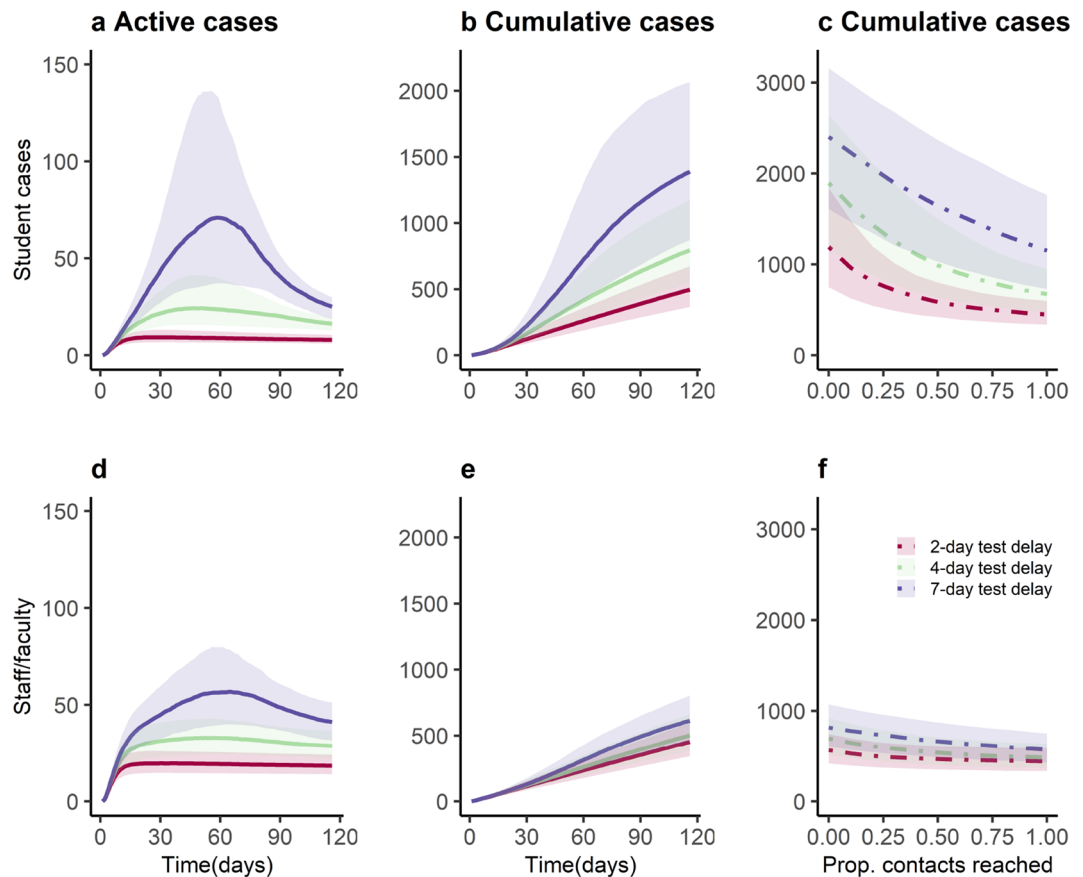 a Active cases
b Cumulative cases
c Cumulative cases
Student cases
150
100
50
0
0 30 60 90 120
2000
1500
1000
500
0
0 30 60 90 120
3000
2000
1000
0
0.00 0.25 0.50 0.75 1.00
d
e
f
Staff/faculty
150
100
50
0
0 30 60 90 120
Time(days)
2000
1500
1000
500
0
0 30 60 90 120
Time(days)
3000
2000
1000
0
2-day test delay
4-day test delay
7-day test delay
0.00 0.25 0.50 0.75 1.00
Prop. contacts reached